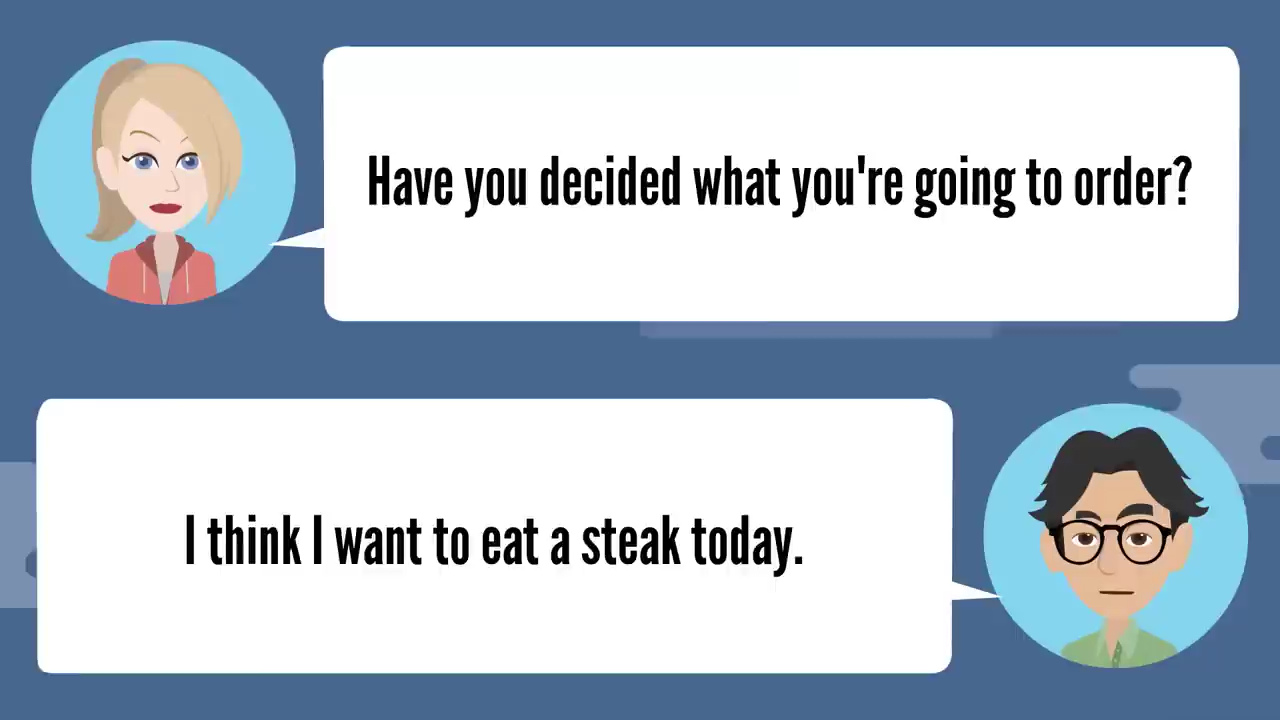 Have you decided what you're going to order?
I think I want to eat a steak today.